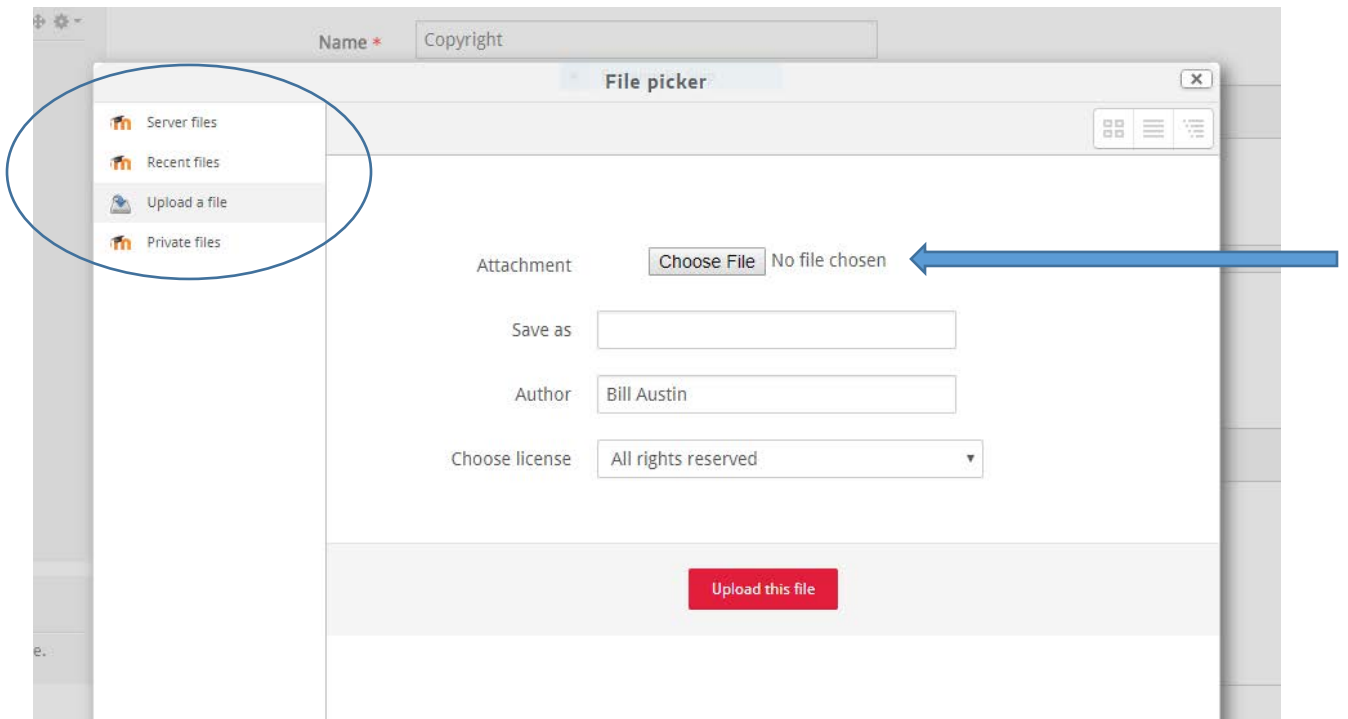 Name *
Copyright
File picker
Server files
Recent files
Upload a file
Private files
Attachment
Choose File No file chosen
Save as
Author
Bill Austin
Choose license
All rights reserved
Upload this file
e.